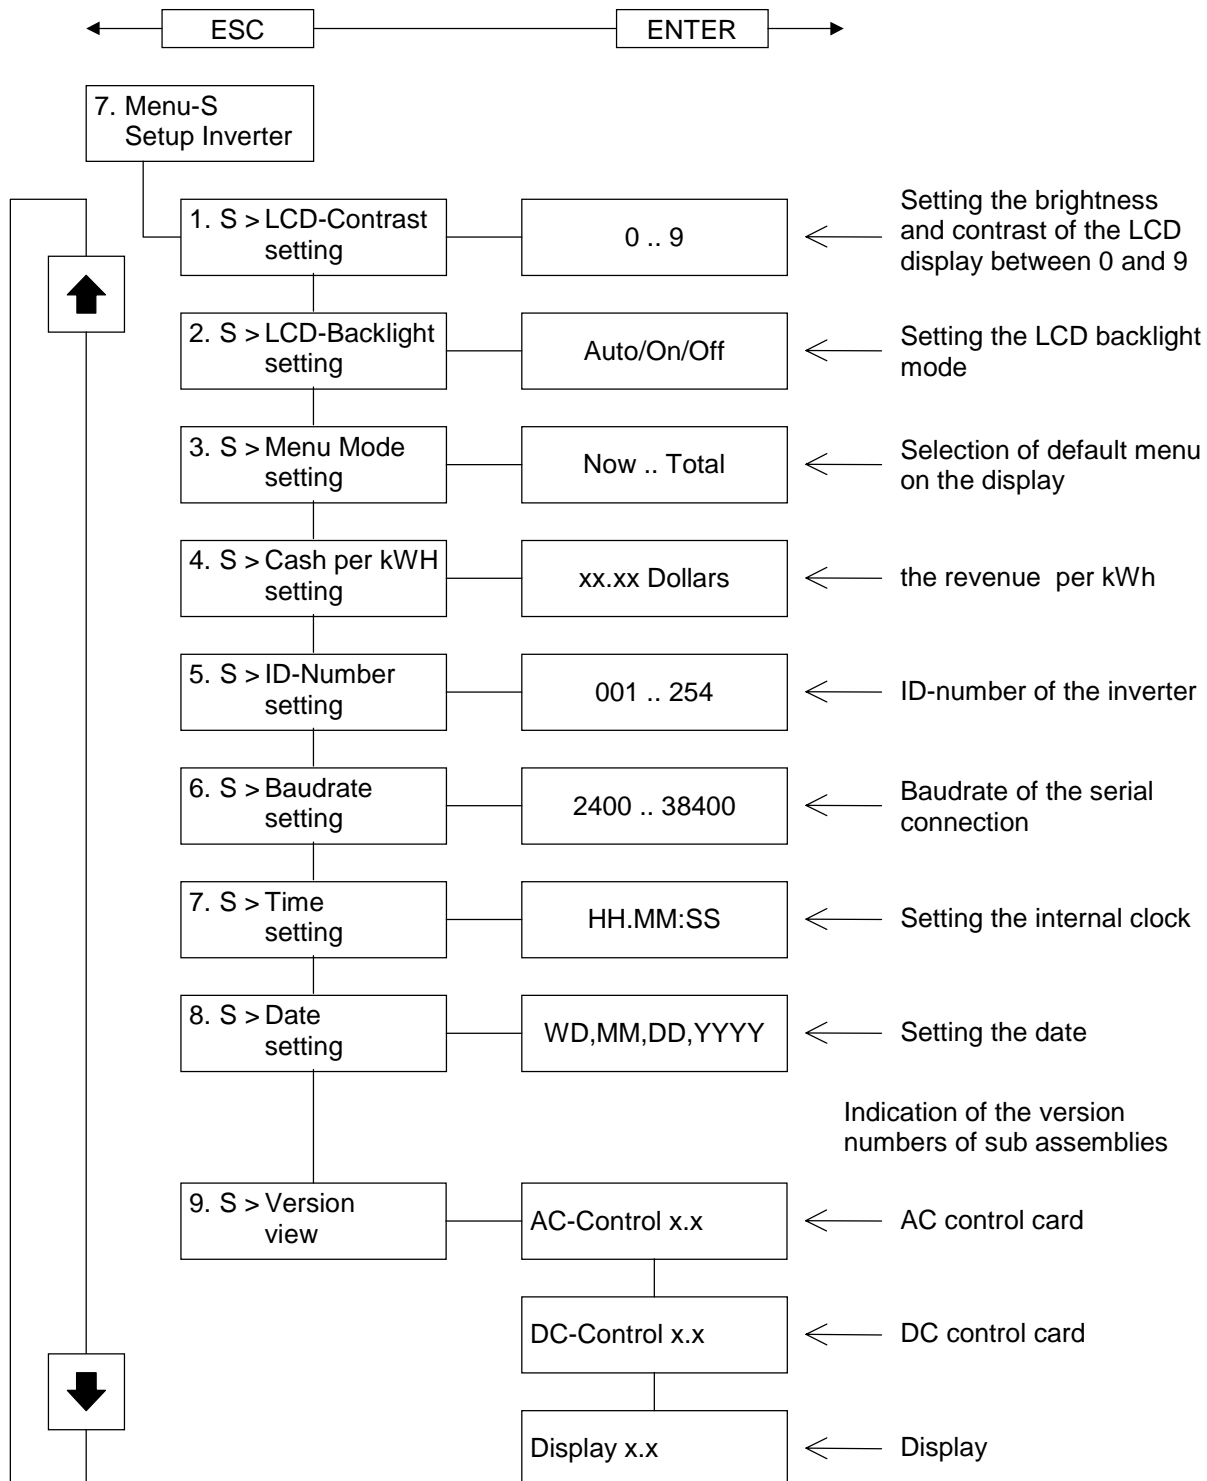 ESC
ENTER
7. Menu-S
Setup Inverter
1. S > LCD-Contrast
setting
0 .. 9
Setting the brightness
and contrast of the LCD
display between 0 and 9
2. S > LCD-Backlight
setting
Auto/On/Off
Setting the LCD backlight
mode
3. S > Menu Mode
setting
Now .. Total
Selection of default menu
on the display
4. S > Cash per kWH
setting
xx.xx Dollars
the revenue  per kWh
5. S > ID-Number
setting
001 .. 254
ID-number of the inverter
6. S > Baudrate
setting
2400 .. 38400
Baudrate of the serial
connection
7. S > Time
setting
HH.MM:SS
Setting the internal clock
8. S > Date
setting
WD,MM,DD,YYYY
Setting the date
Indication of the version
numbers of sub assemblies
9. S > Version
view
AC-Control x.x
AC control card
DC-Control x.x
DC control card
Display x.x
Display